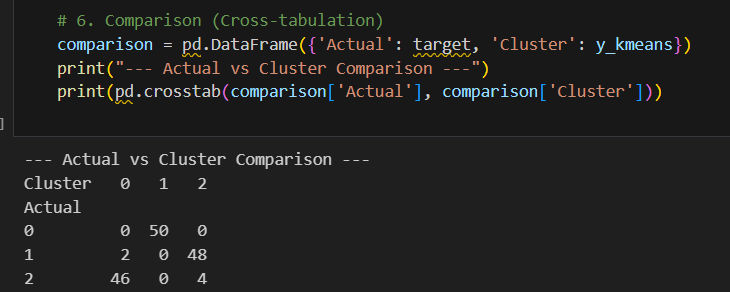 # 6. Comparison (Cross-tabulation)
comparison = pd.DataFrame({'Actual': target, 'Cluster': y_kmeans})
print("--- Actual vs Cluster Comparison ---")
print(pd.crosstab(comparison['Actual'], comparison['Cluster']))
]
--- Actual vs Cluster Comparison ---
Cluster   0   1   2
Actual
0         0  50   0
1         2   0  48
2        46   0   4